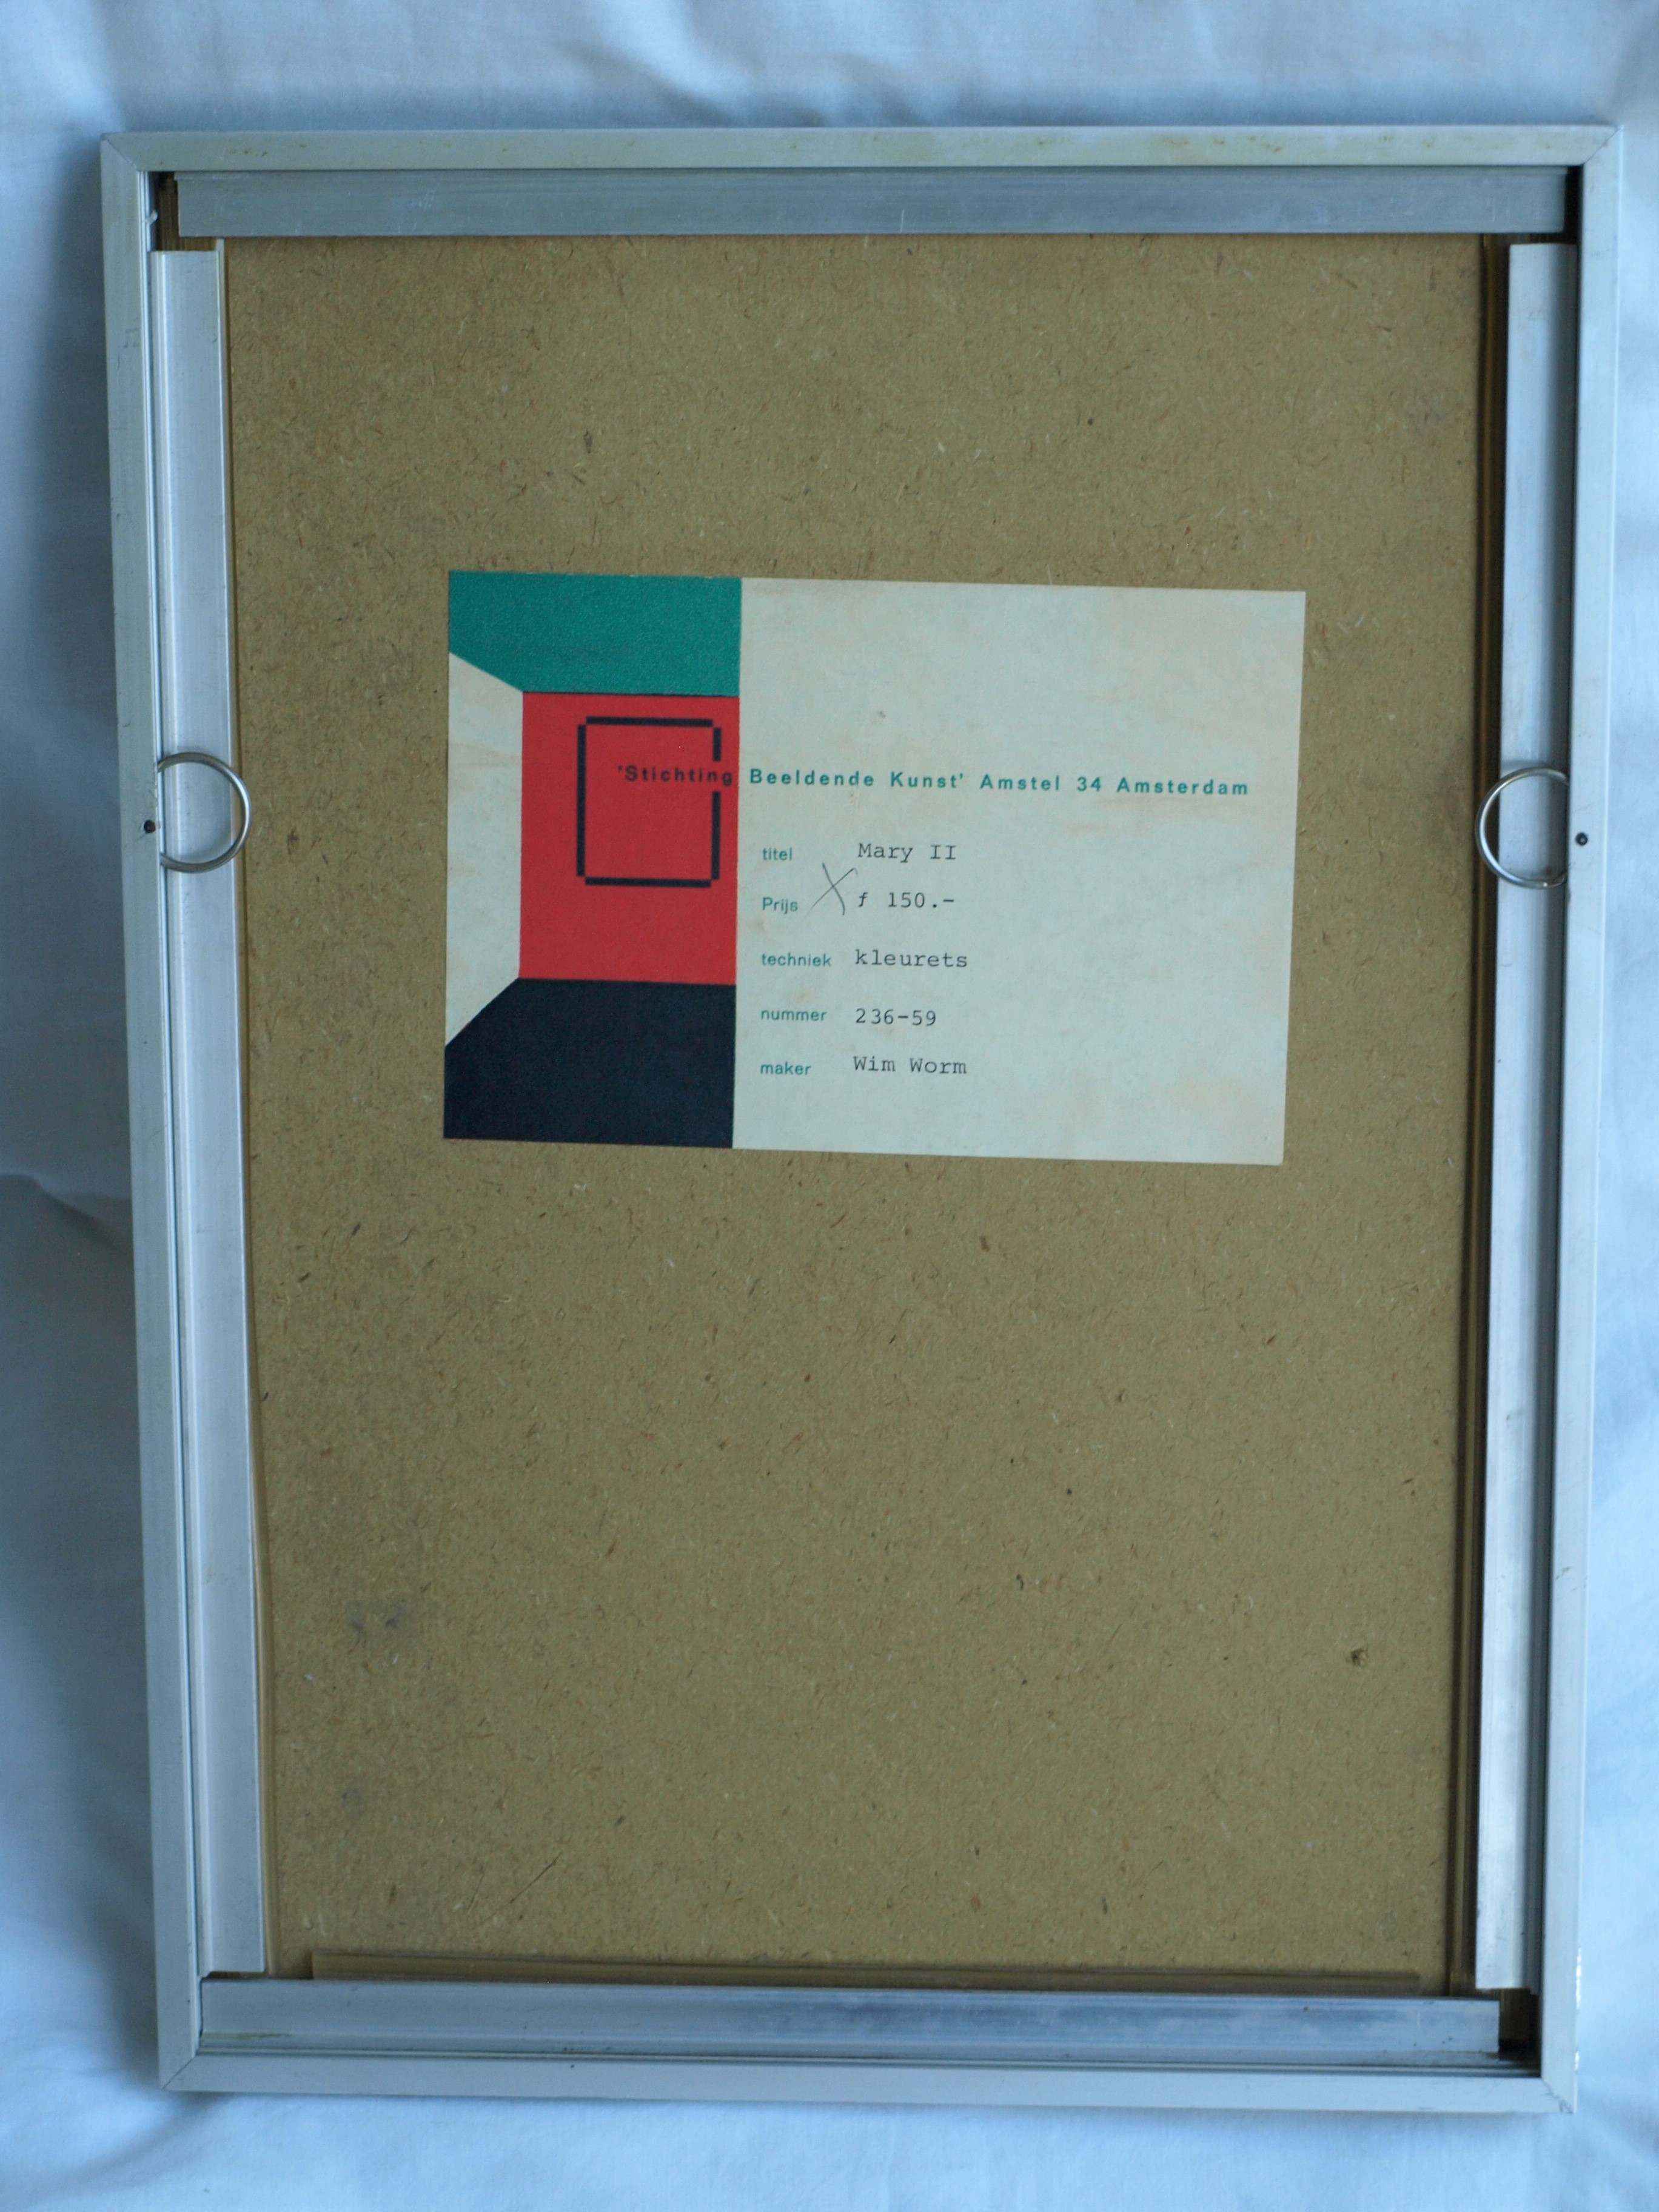 'Stichting Beeldende Kunst' Amstel 34 Amsterdam
titel Mary II
Prijs X f 150.-
techniek kleurets
nummer 236-59
maker Wim Worm